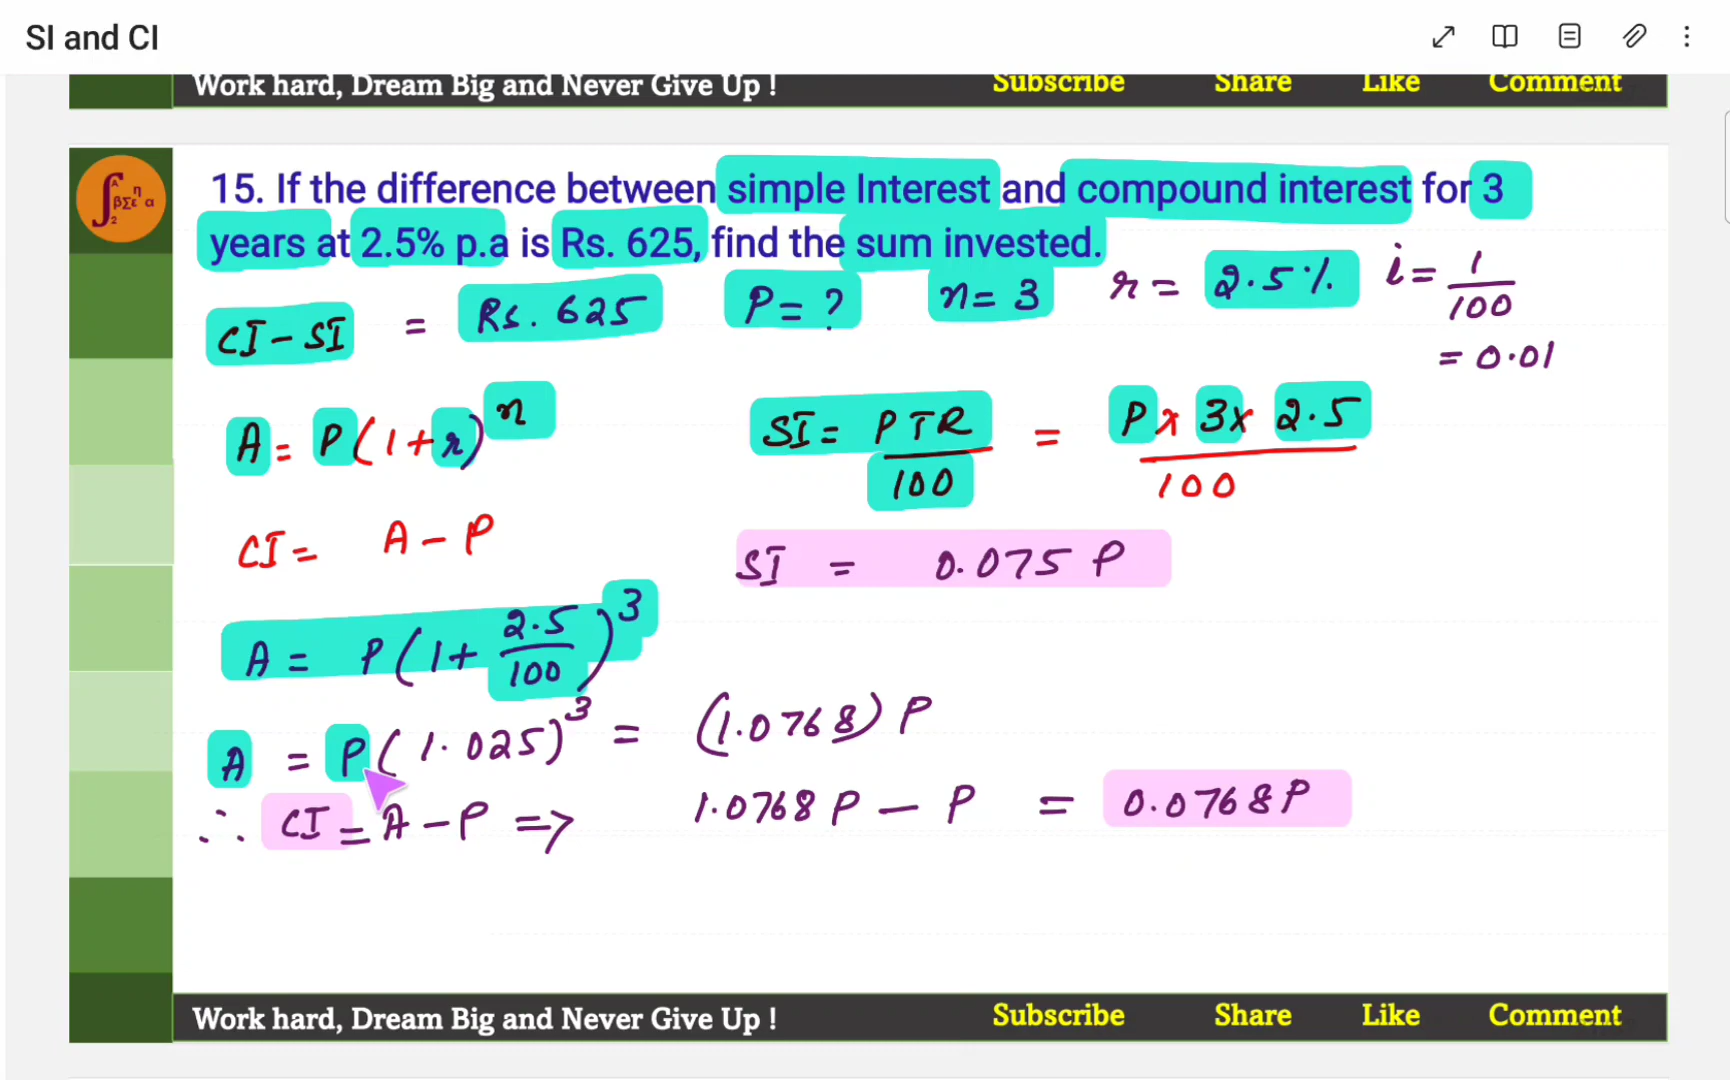 SI and CI
Work hard, Dream Big and Never Give Up !
Subscribe Share Like Comment
15. If the difference between simple Interest and compound interest for 3
years at 2.5% p.a is Rs. 625, find the sum invested.
CI - SI = Rs. 625 P = ? n = 3 r = 2.5% i = 1/100
= 0.01
A = P(1+r)^n SI = PTR/100 = P x 3 x 2.5/100
CI = A - P
SI = 0.075 P
A = P(1 + 2.5/100)^3
A = P(1.025)^3 = (1.0768) P
∴ CI = A - P => 1.0768 P - P = 0.0768 P
Work hard, Dream Big and Never Give Up !
Subscribe Share Like Comment